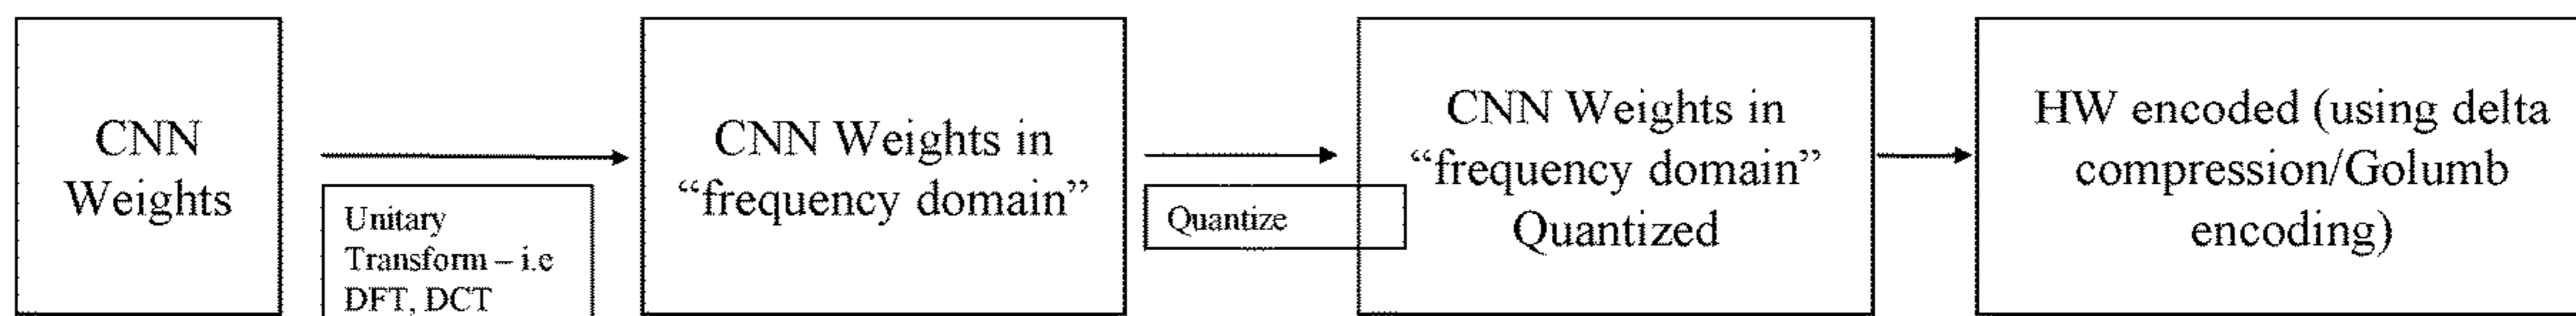 CNN
Weights
Unitary
Transform – i.e
DFT, DCT
CNN Weights in
“frequency domain”
Quantize
CNN Weights in
“frequency domain”
Quantized
HW encoded (using delta
compression/Golumb
encoding)